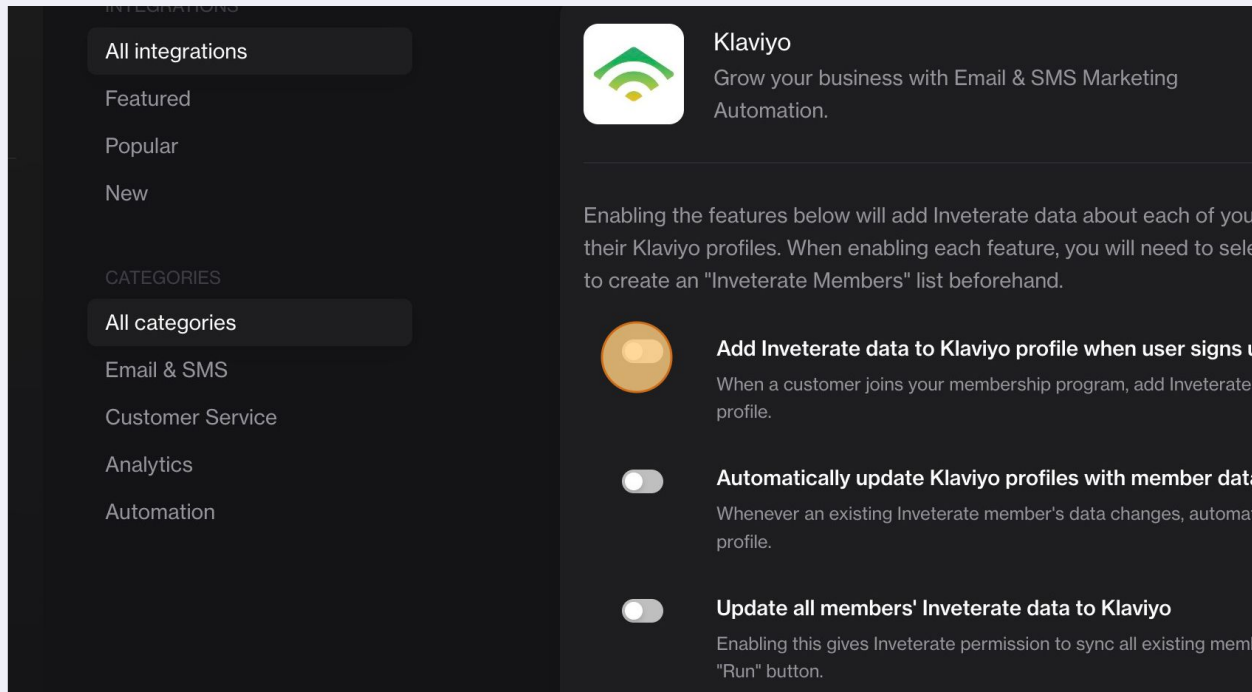 INTEGRATIONS
All integrations
Featured
Popular
New
CATEGORIES
All categories
Email & SMS
Customer Service
Analytics
Automation
Klaviyo
Grow your business with Email & SMS Marketing
Automation.
Enabling the features below will add Inveterate data about each of
their Klaviyo profiles. When enabling each feature, you will need to
to create an "Inveterate Members" list beforehand.
Add Inveterate data to Klaviyo profile when user signs
When a customer joins your membership program, add Inveterate
profile.
Automatically update Klaviyo profiles with member
Whenever an existing Inveterate member's data changes,
profile.
Update all members' Inveterate data to Klaviyo
Enabling this gives Inveterate permission to sync all existing
"Run" button.